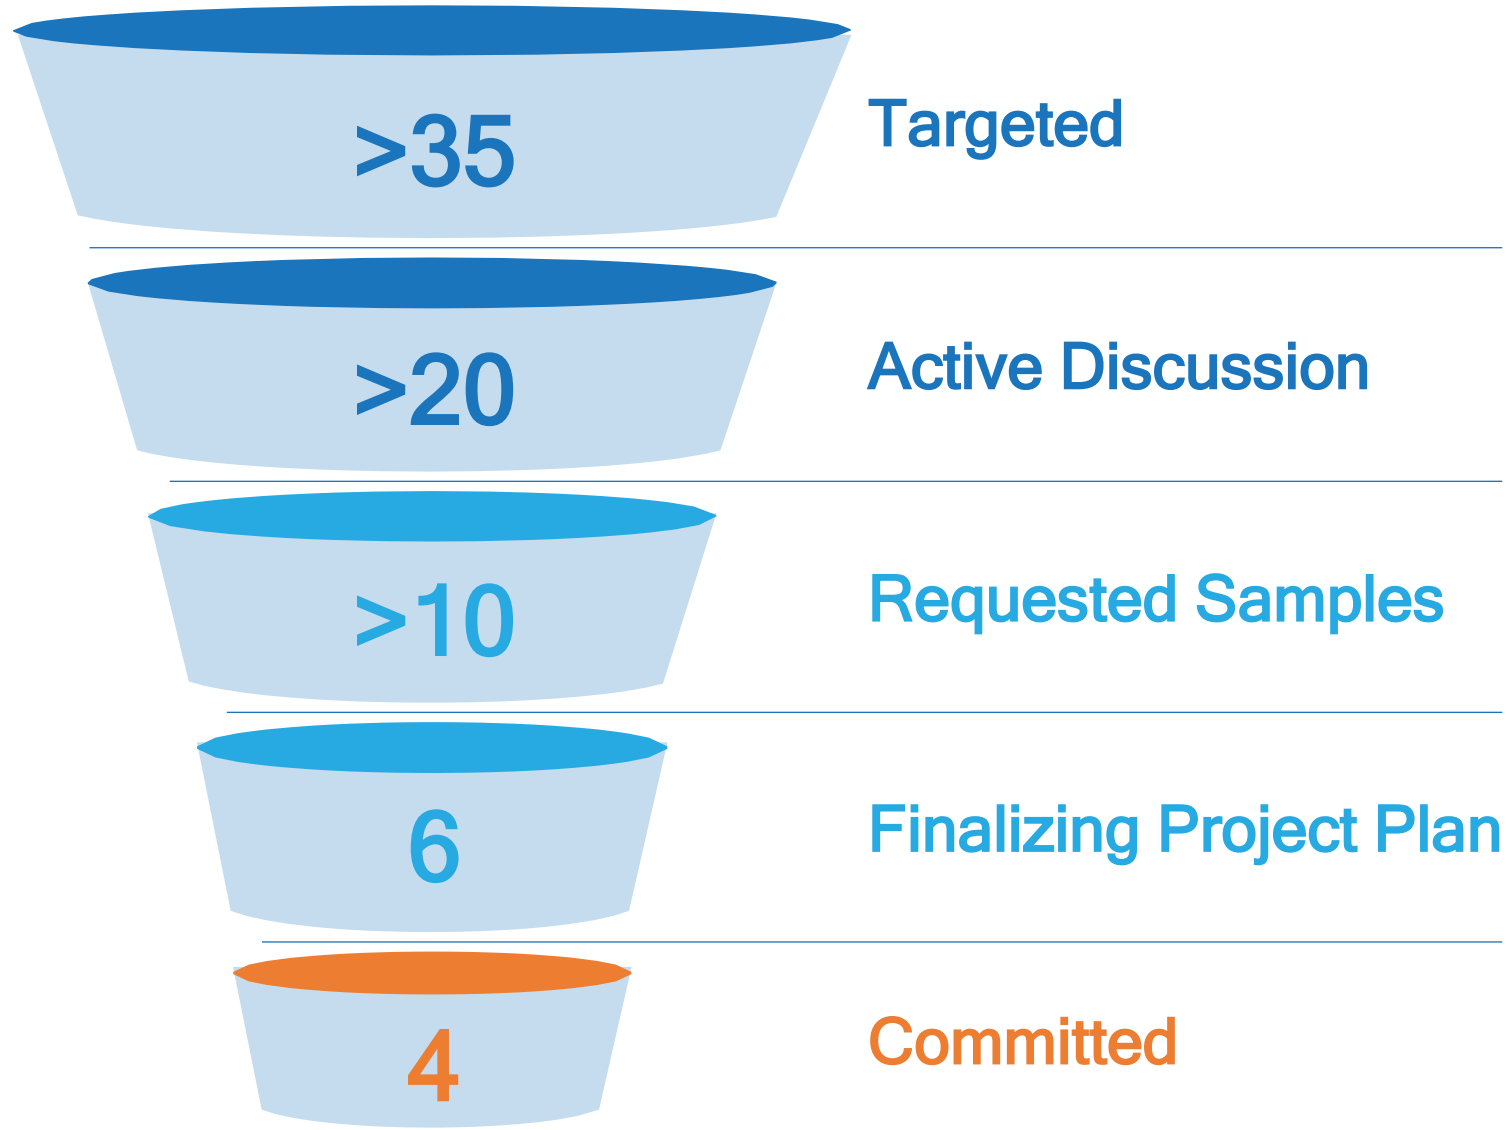 >35
Targeted
>20
Active Discussion
>10
Requested Samples
6
Finalizing Project Plan
4
Committed